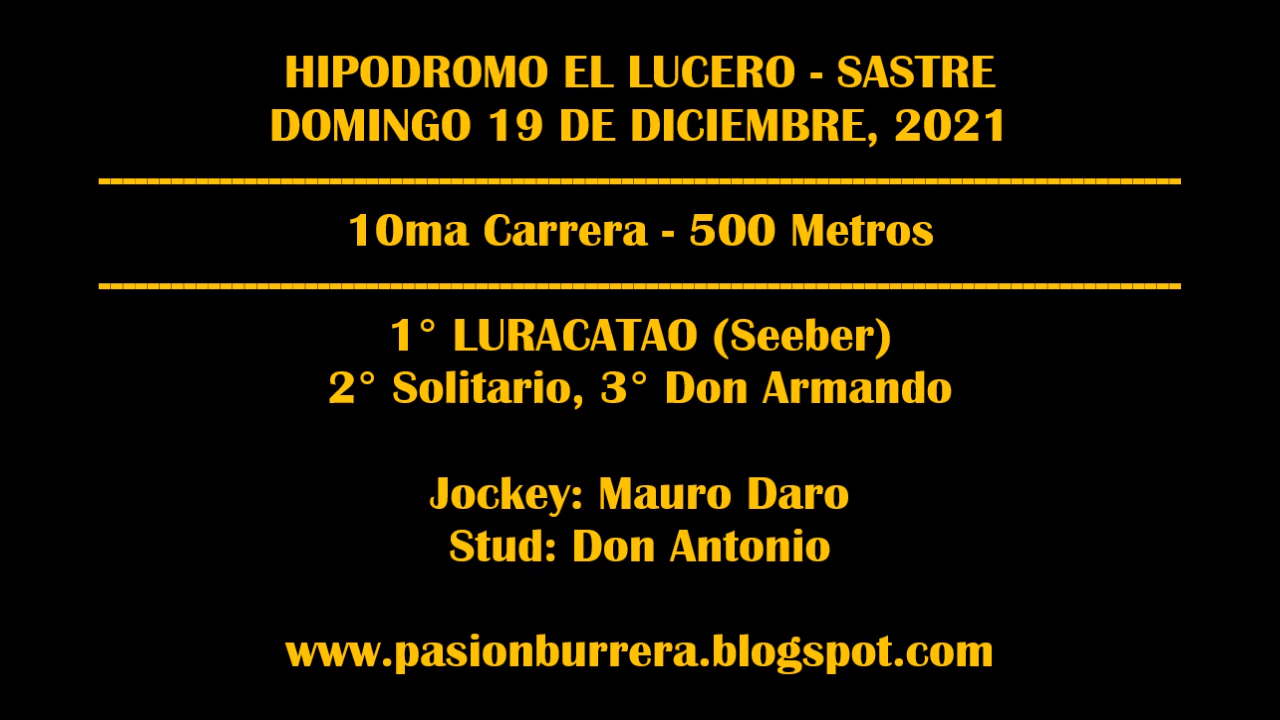 HIPODROMO EL LUCERO - SASTRE
DOMINGO 19 DE DICIEMBRE, 2021
10ma Carrera - 500 Metros
1° LURACATAO (Seeber)
2° Solitario, 3° Don Armando
Jockey: Mauro Daro
Stud: Don Antonio
www.pasionburrera.blogspot.com